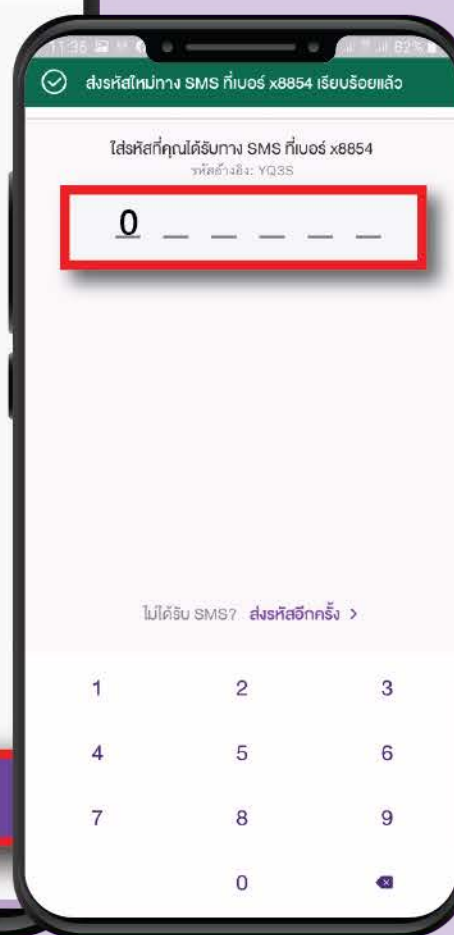 11:36
82%
ส่งรหัสใหม่ทาง SMS ที่เบอร์ x8854 เรียบร้อยแล้ว
ใส่รหัสที่คุณได้รับทาง SMS ที่เบอร์ x8854
รหัสอ้างอิง: YQ3S
0 _ _ _ _ _
ไม่ได้รับ SMS? ส่งรหัสอีกครั้ง >
1 2 3
4 5 6
7 8 9
0